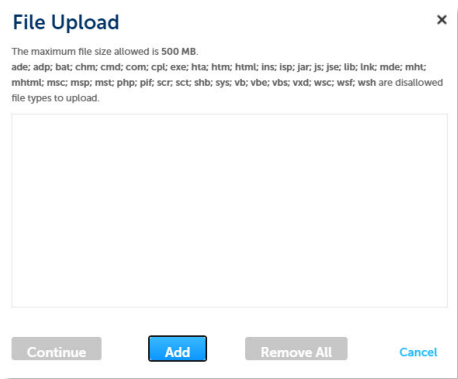 File Upload
×
The maximum file size allowed is 500 MB.
ade; adp; bat; chm; cmd; com; cpl; exe; hta; htm; html; ins; isp; jar; js; jse; lib; lnk; mde; mht;
mhtml; msc; msp; mst; php; pif; scr; sct; shb; sys; vb; vbe; vbs; vxd; wsc; wsf; wsh are disallowed
file types to upload.
Continue
Add
Remove All
Cancel